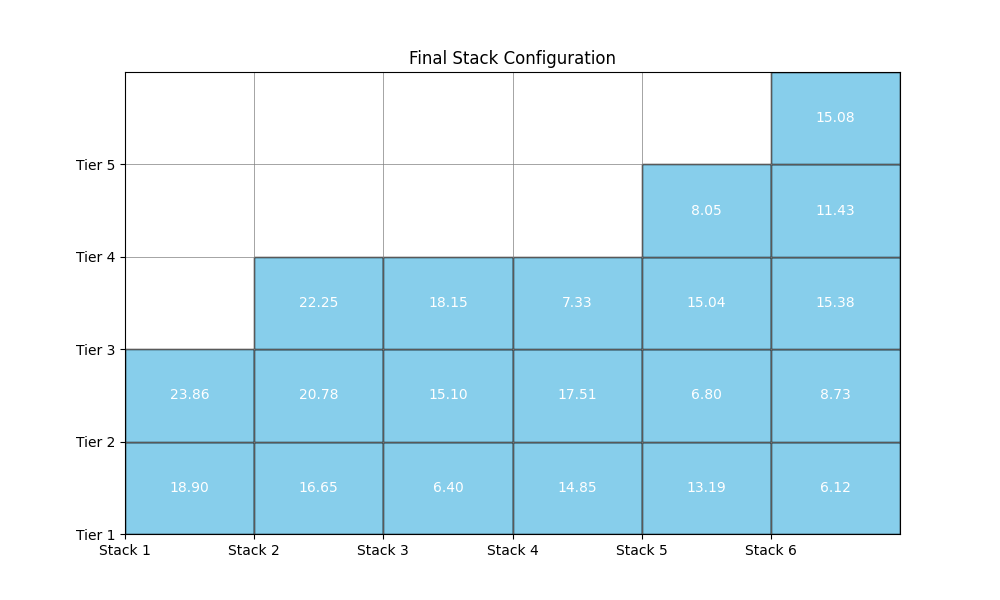 Final Stack Configuration
15.08
Tier 5
8.05 11.43
Tier 4
22.25 18.15 7.33 15.04 15.38
Tier 3
23.86 20.78 15.10 17.51 6.80 8.73
Tier 2
18.90 16.65 6.40 14.85 13.19 6.12
Tier 1
Stack 1 Stack 2 Stack 3 Stack 4 Stack 5 Stack 6